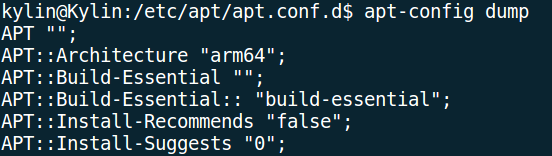 kylin@Kylin:/etc/apt/apt.conf.d$ apt-config dump
APT "";
APT::Architecture "arm64";
APT::Build-Essential "";
APT::Build-Essential:: "build-essential";
APT::Install-Recommends "false";
APT::Install-Suggests "0";